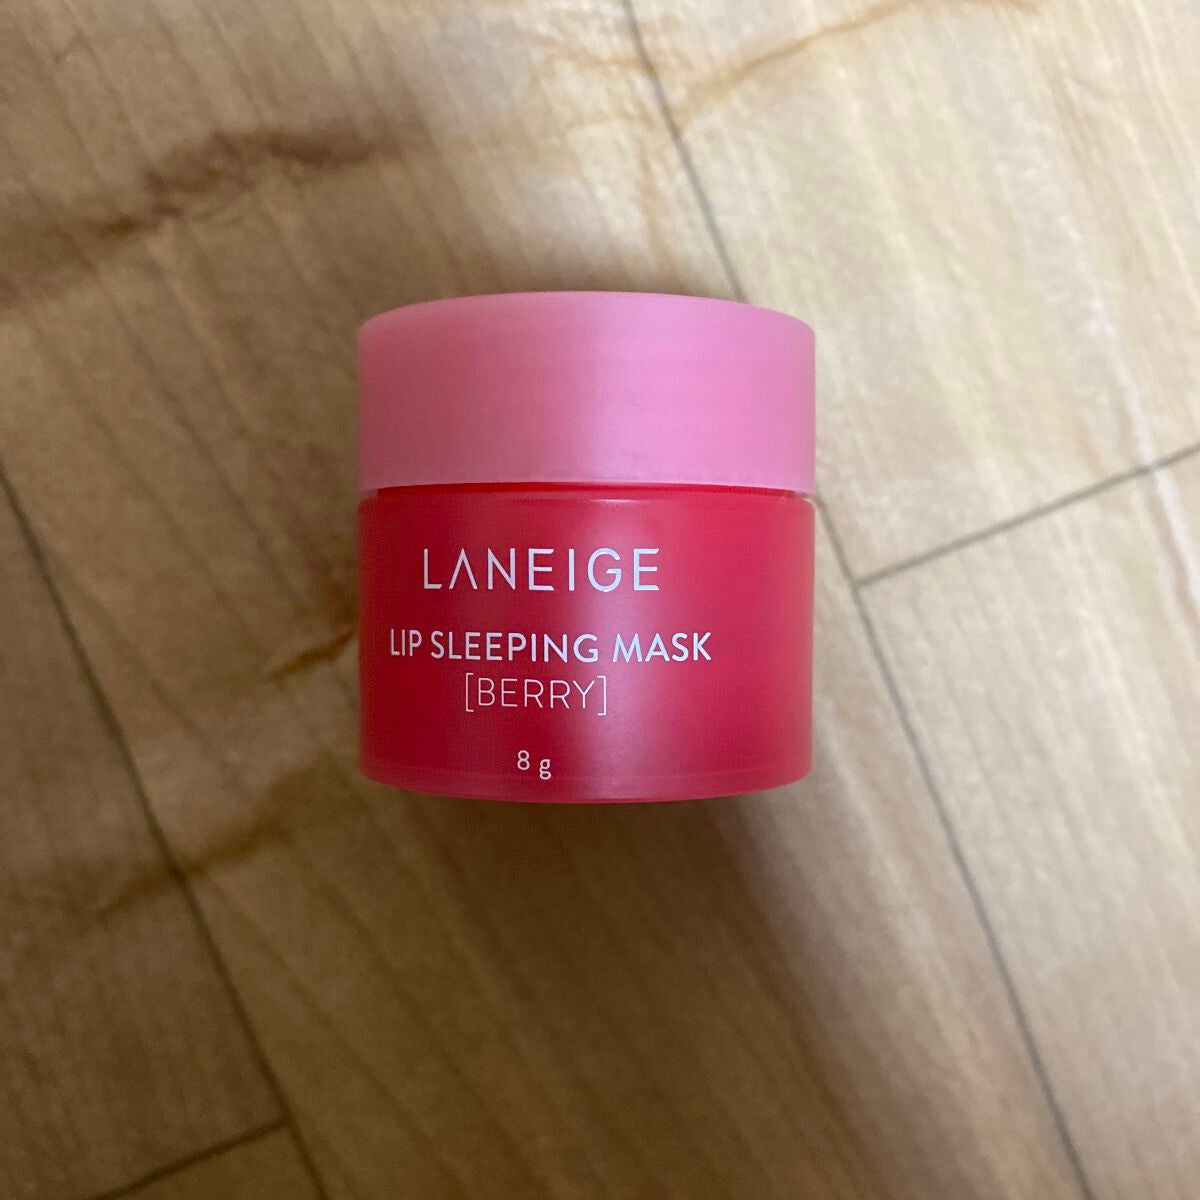 LANEIGE
LIP SLEEPING MASK
[BERRY]
8 g